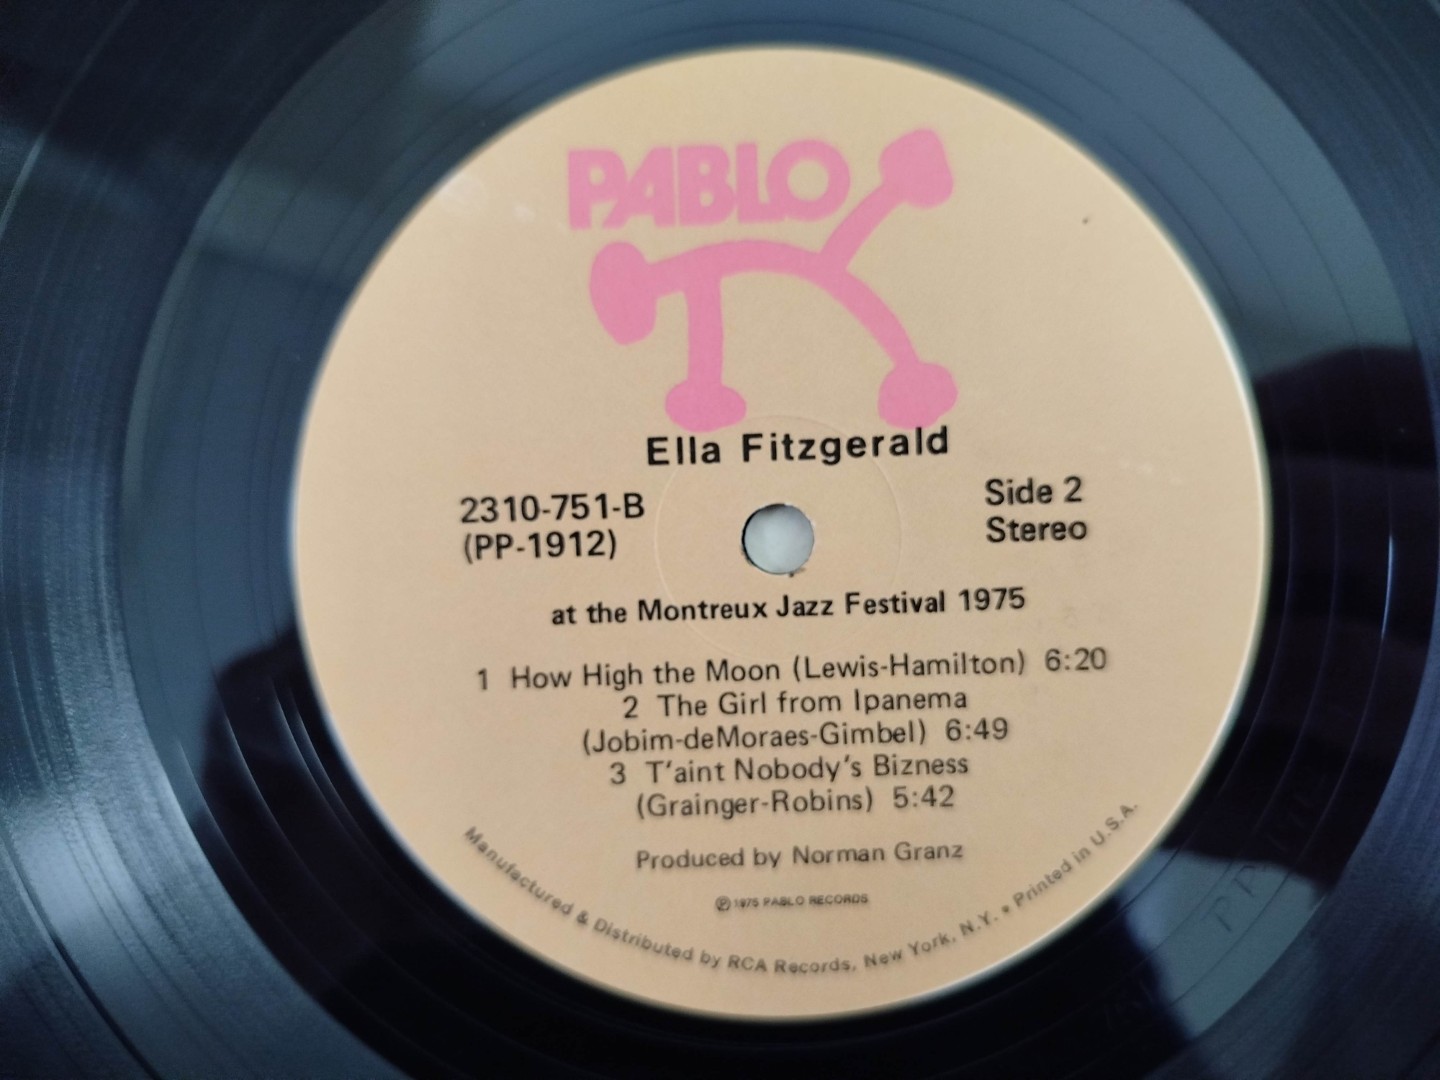 PABLO
Ella Fitzgerald
2310-751-B
(PP-1912)
Side 2
Stereo
at the Montreux Jazz Festival 1975
1 How High the Moon (Lewis-Hamilton) 6:20
2 The Girl from Ipanema
(Jobim-deMoraes-Gimbel) 6:49
3 T'aint Nobody's Bizness
(Grainger-Robins) 5:42
Produced by Norman Granz
℗ 1975 PABLO RECORDS
Manufactured & Distributed by RCA Records, New York, N.Y. • Printed in U.S.A.